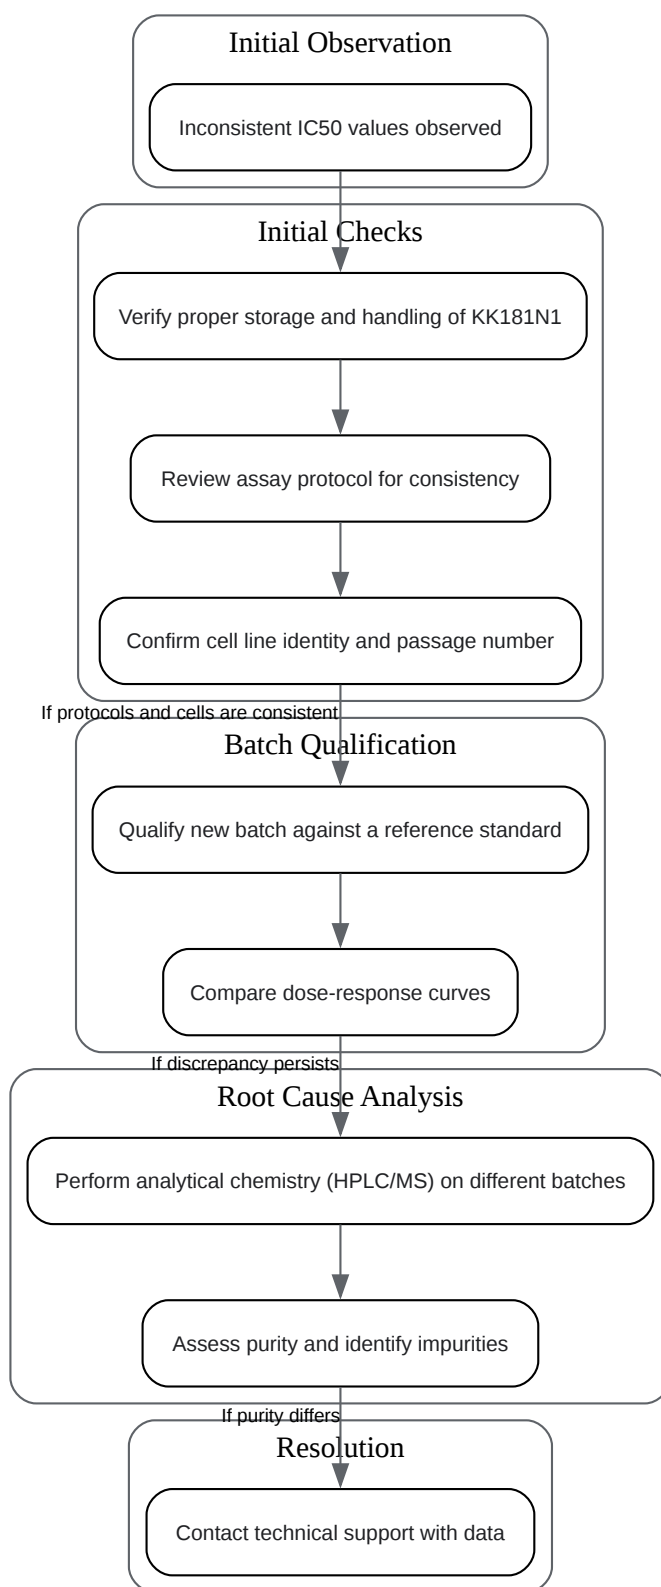 Initial Observation
Inconsistent IC50 values observed
Initial Checks
Verify proper storage and handling of KK181N1
Review assay protocol for consistency
Confirm cell line identity and passage number
If protocols and cells are consistent
Batch Qualification
Qualify new batch against a reference standard
Compare dose-response curves
If discrepancy persists
Root Cause Analysis
Perform analytical chemistry (HPLC/MS) on different batches
Assess purity and identify impurities
If purity differs
Resolution
Contact technical support with data